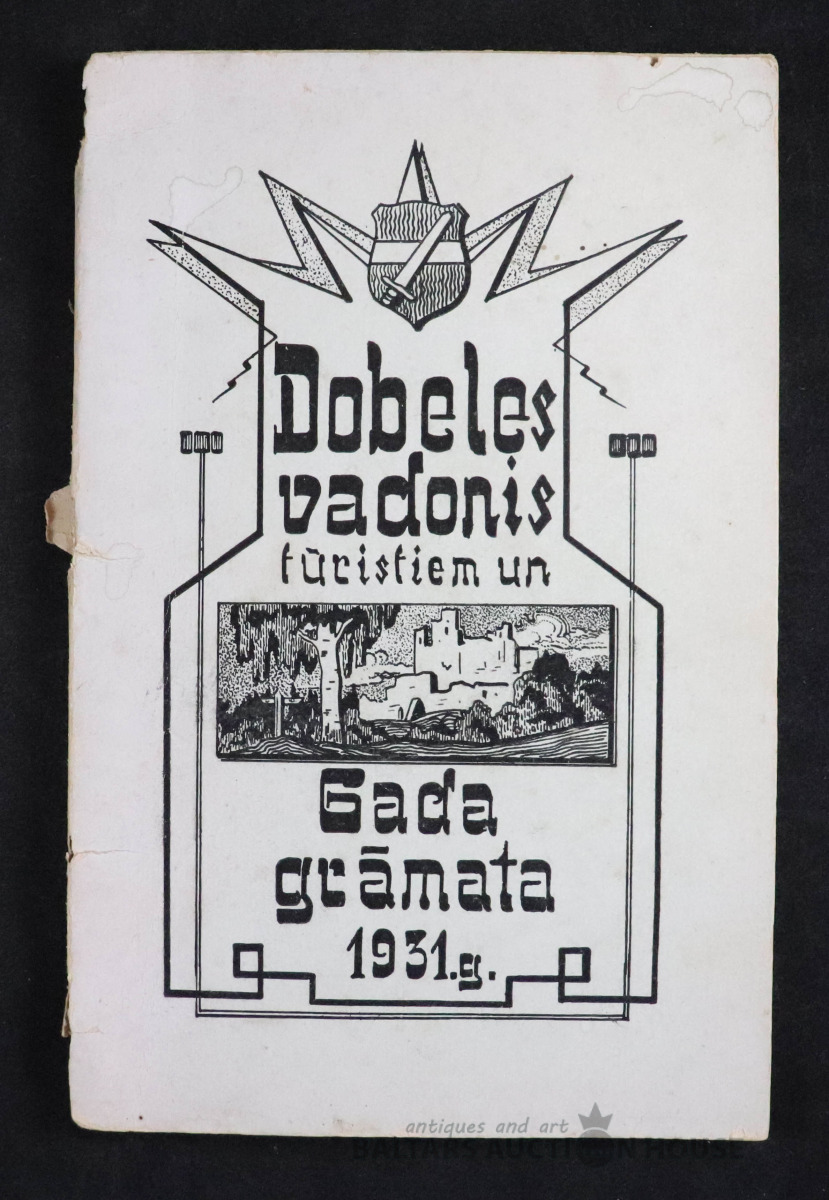 Dobeles
vadonis
tūristiem un
Gada
grāmata
1931.g.
antiques and art
BALTARS AUCTION HOUSE